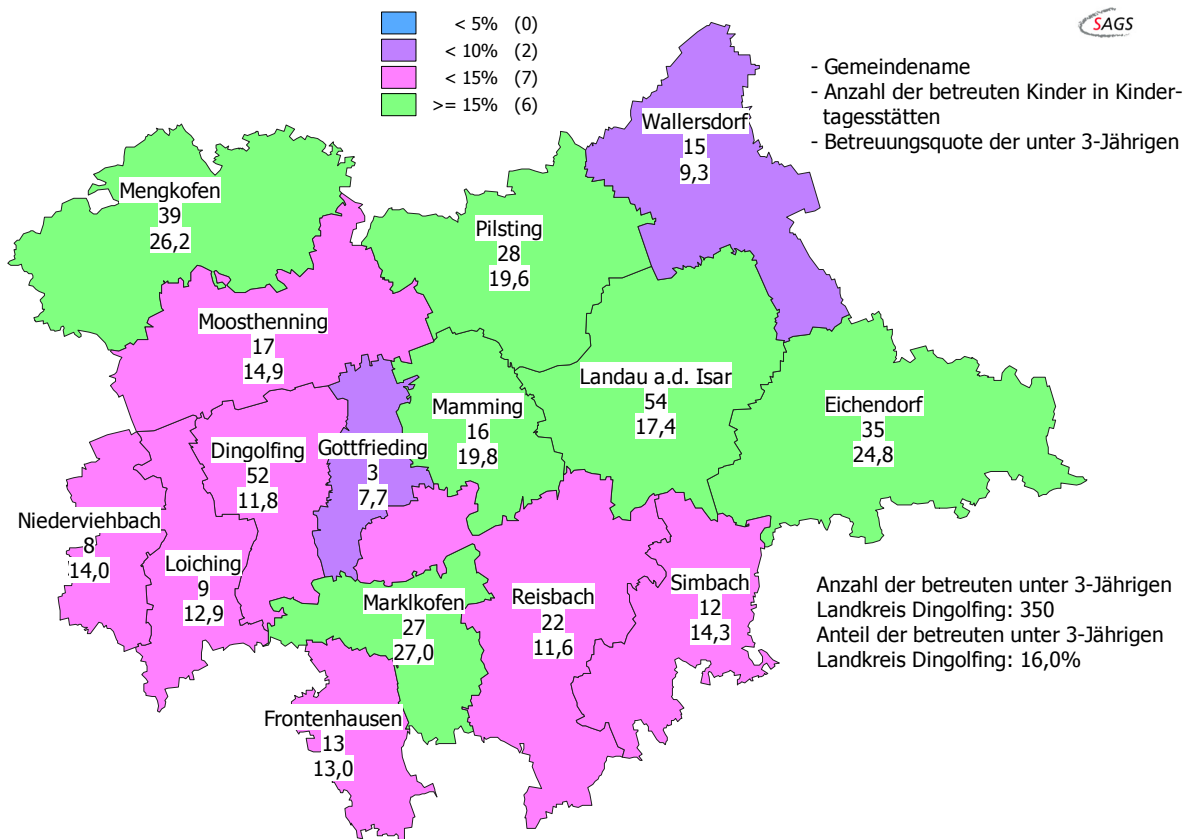 < 5% (0)
< 10% (2)
< 15% (7)
>= 15% (6)
SAGS
- Gemeindename
- Anzahl der betreuten Kinder in Kinder-
tagesstätten
- Betreuungsquote der unter 3-Jährigen
Wallersdorf
15
9,3
Mengkofen
39
26,2
Pilsting
28
19,6
Moosthenning
17
14,9
Landau a.d. Isar
54
17,4
Eichendorf
35
24,8
Mamming
16
19,8
Dingolfing
52
11,8
Gottfrieding
3
7,7
Niederviehbach
8
14,0
Loiching
9
12,9
Marklkofen
27
27,0
Reisbach
22
11,6
Simbach
12
14,3
Frontenhausen
13
13,0
Anzahl der betreuten unter 3-Jährigen
Landkreis Dingolfing: 350
Anteil der betreuten unter 3-Jährigen
Landkreis Dingolfing: 16,0%